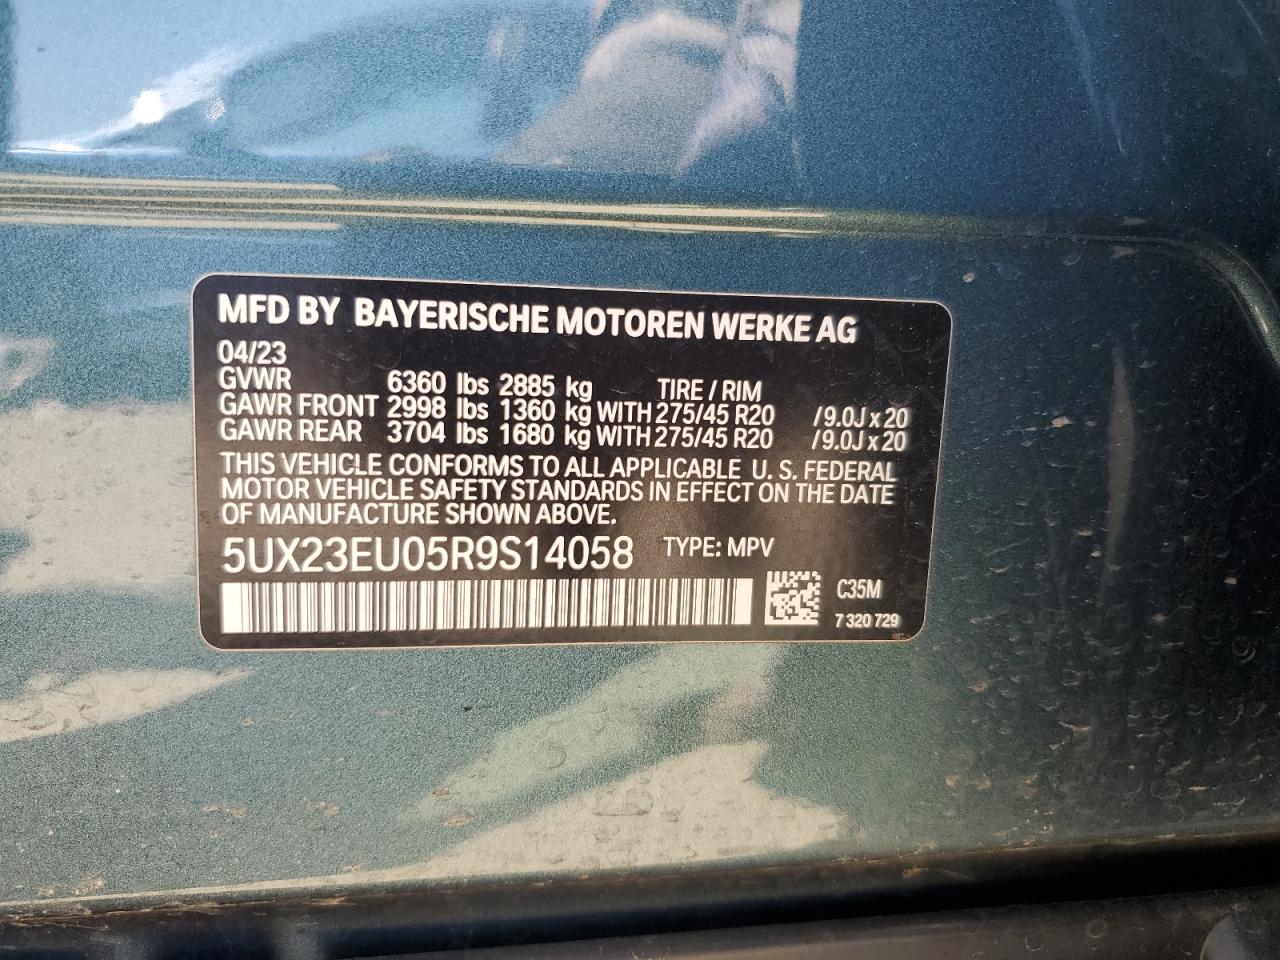 MFD BY BAYERISCHE MOTOREN WERKE AG
04/23
GVWR 6360 lbs 2885 kg TIRE / RIM
GAWR FRONT 2998 lbs 1360 kg WITH 275/45 R20 /9.0J x 20
GAWR REAR 3704 lbs 1680 kg WITH 275/45 R20 /9.0J x 20
THIS VEHICLE CONFORMS TO ALL APPLICABLE U. S. FEDERAL
MOTOR VEHICLE SAFETY STANDARDS IN EFFECT ON THE DATE
OF MANUFACTURE SHOWN ABOVE.
5UX23EU05R9S14058 TYPE: MPV
C35M
7 320 729